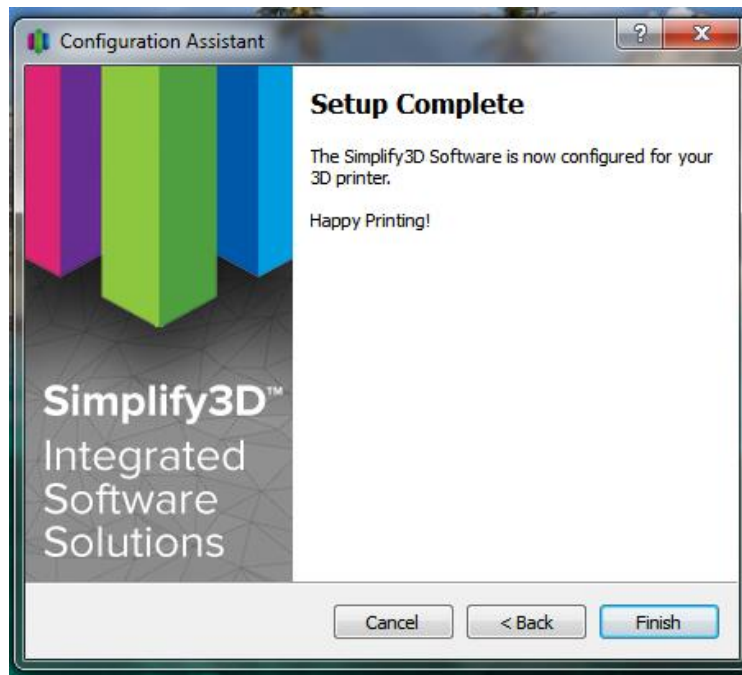 Configuration Assistant
Setup Complete
The Simplify3D Software is now configured for your
3D printer.
Happy Printing!
Simplify3D™
Integrated
Software
Solutions
Cancel
< Back
Finish